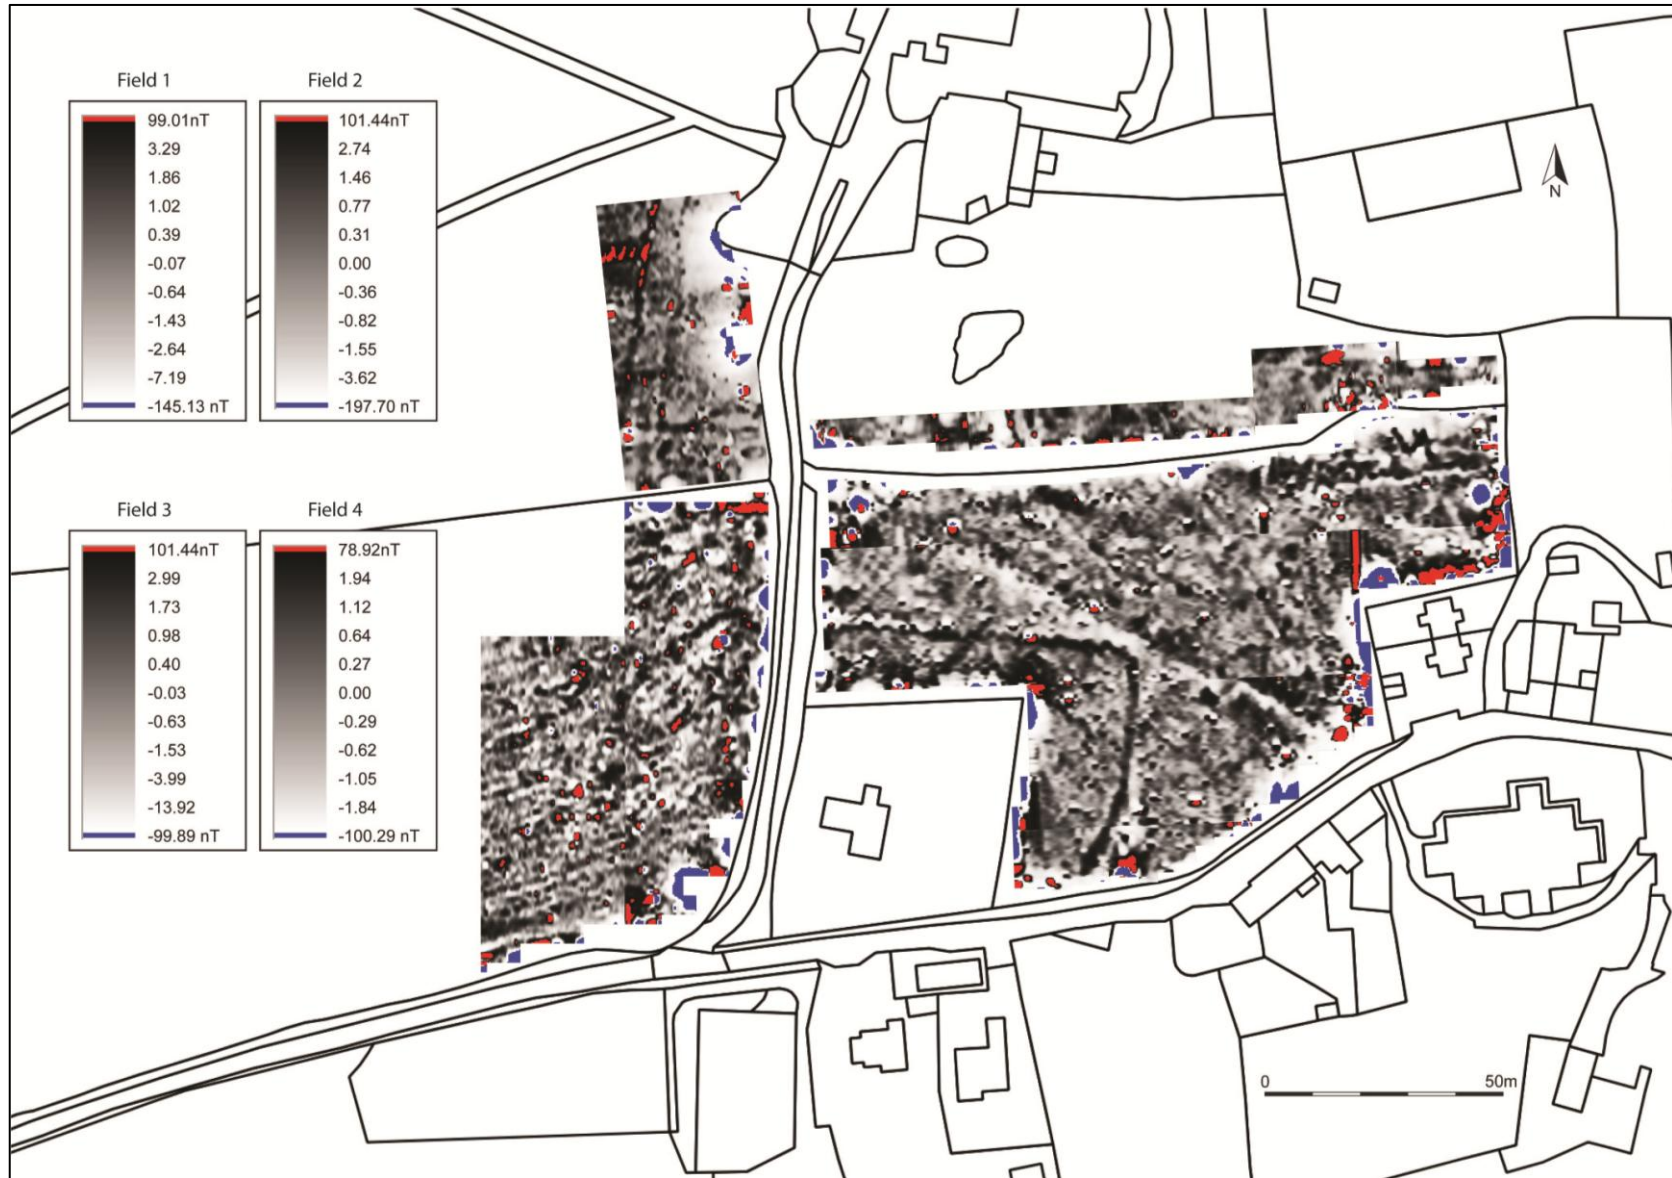 Field 1
99.01nT
3.29
1.86
1.02
0.39
-0.07
-0.64
-1.43
-2.64
-7.19
-145.13 nT
Field 2
101.44nT
2.74
1.46
0.77
0.31
0.00
-0.36
-0.82
-1.55
-3.62
-197.70 nT
N
Field 3
101.44nT
2.99
1.73
0.98
0.40
-0.03
-0.63
-1.53
-3.99
-13.92
-99.89 nT
Field 4
78.92nT
1.94
1.12
0.64
0.27
0.00
-0.29
-0.62
-1.05
-1.84
-100.29 nT
0 50m